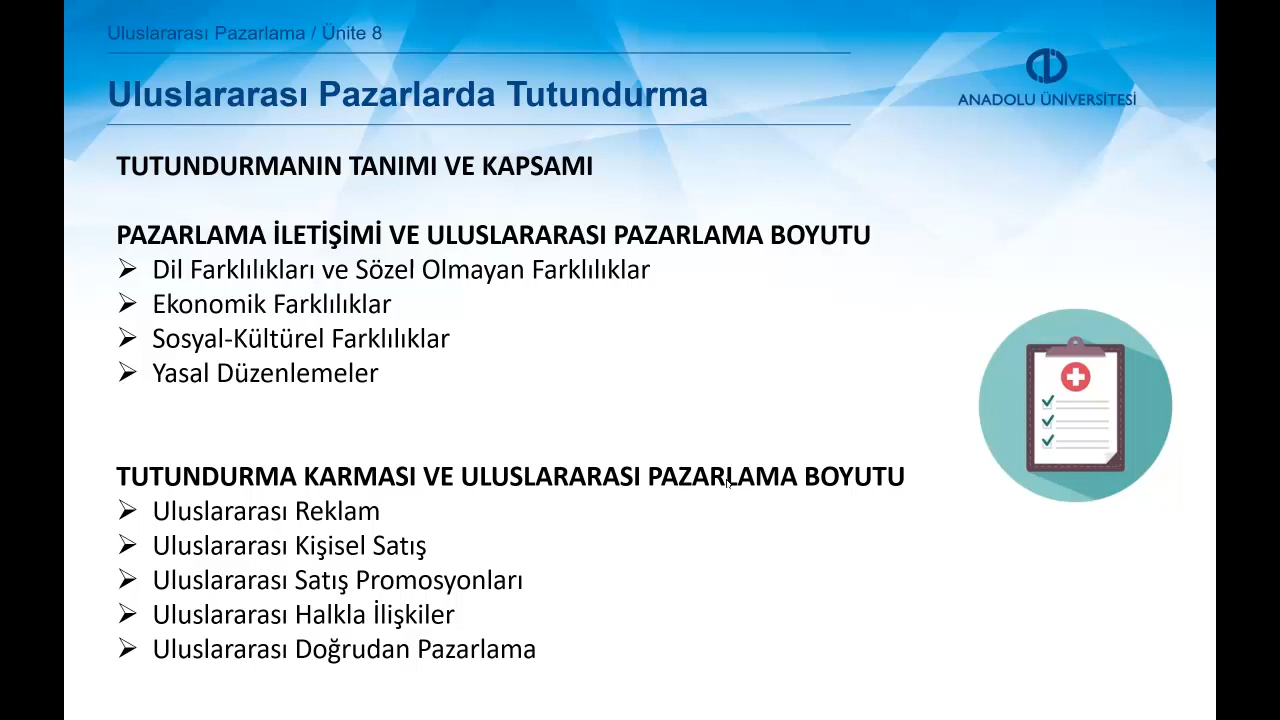 Uluslararası Pazarlama / Ünite 8
Uluslararası Pazarlarda Tutundurma
ANADOLU ÜNİVERSİTESİ
TUTUNDURMANIN TANIMI VE KAPSAMI
PAZARLAMA İLETİŞİMİ VE ULUSLARARASI PAZARLAMA BOYUTU
➢ Dil Farklılıkları ve Sözel Olmayan Farklılıklar
➢ Ekonomik Farklılıklar
➢ Sosyal-Kültürel Farklılıklar
➢ Yasal Düzenlemeler
TUTUNDURMA KARMASI VE ULUSLARARASI PAZARLAMA BOYUTU
➢ Uluslararası Reklam
➢ Uluslararası Kişisel Satış
➢ Uluslararası Satış Promosyonları
➢ Uluslararası Halkla İlişkiler
➢ Uluslararası Doğrudan Pazarlama